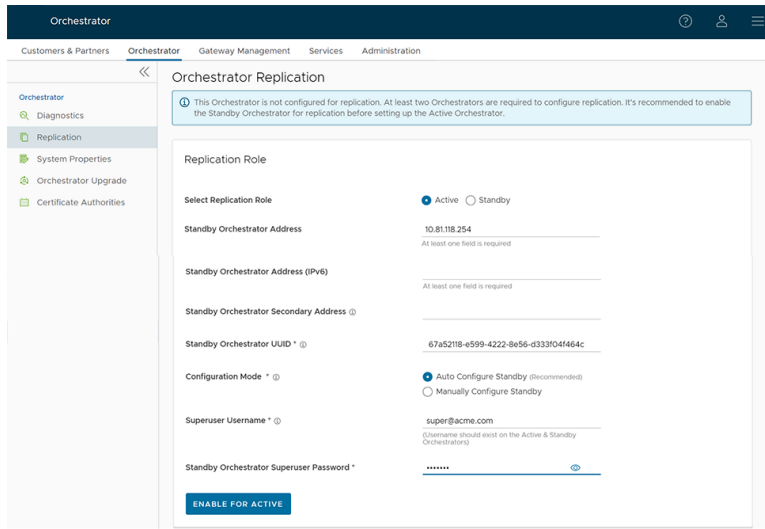 Orchestrator
Customers & Partners Orchestrator Gateway Management Services Administration
Orchestrator
Diagnostics
Replication
System Properties
Orchestrator Upgrade
Certificate Authorities
Orchestrator Replication
This Orchestrator is not configured for replication. At least two Orchestrators are required to configure replication. It's recommended to enable
the Standby Orchestrator for replication before setting up the Active Orchestrator.
Replication Role
Select Replication Role Active Standby
Standby Orchestrator Address 10.81.118.254
At least one field is required
Standby Orchestrator Address (IPv6)
At least one field is required
Standby Orchestrator Secondary Address
Standby Orchestrator UUID * 67a52118-e599-4222-8e56-d333f04f464c
Configuration Mode * Auto Configure Standby (Recommended)
Manually Configure Standby
Superuser Username * super@acme.com
(Username should exist on the Active & Standby
Orchestrators)
Standby Orchestrator Superuser Password * •••••••
ENABLE FOR ACTIVE